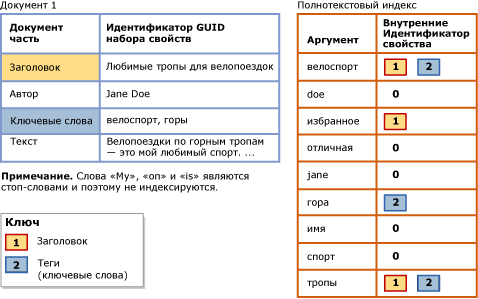 Документ 1
Документ часть
Идентификатор GUID набора свойств
Заголовок
Любимые тропы для велопоездок
Автор
Jane Doe
Ключевые слова
велоспорт, горы
Текст
Велопоездки по горным тропам
— это мой любимый спорт. ...
Примечание. Слова «My», «on» и «is» являются
стоп-словами и поэтому не индексируются.
Ключ
1 Заголовок
2 Теги
(ключевые слова)
Полнотекстовый индекс
Аргумент
Внутренние
Идентификатор
свойства
велоспорт 1 2
doe 0
избранное 1
отличная 0
jane 0
гора 2
имя 0
спорт 0
тропы 1 2